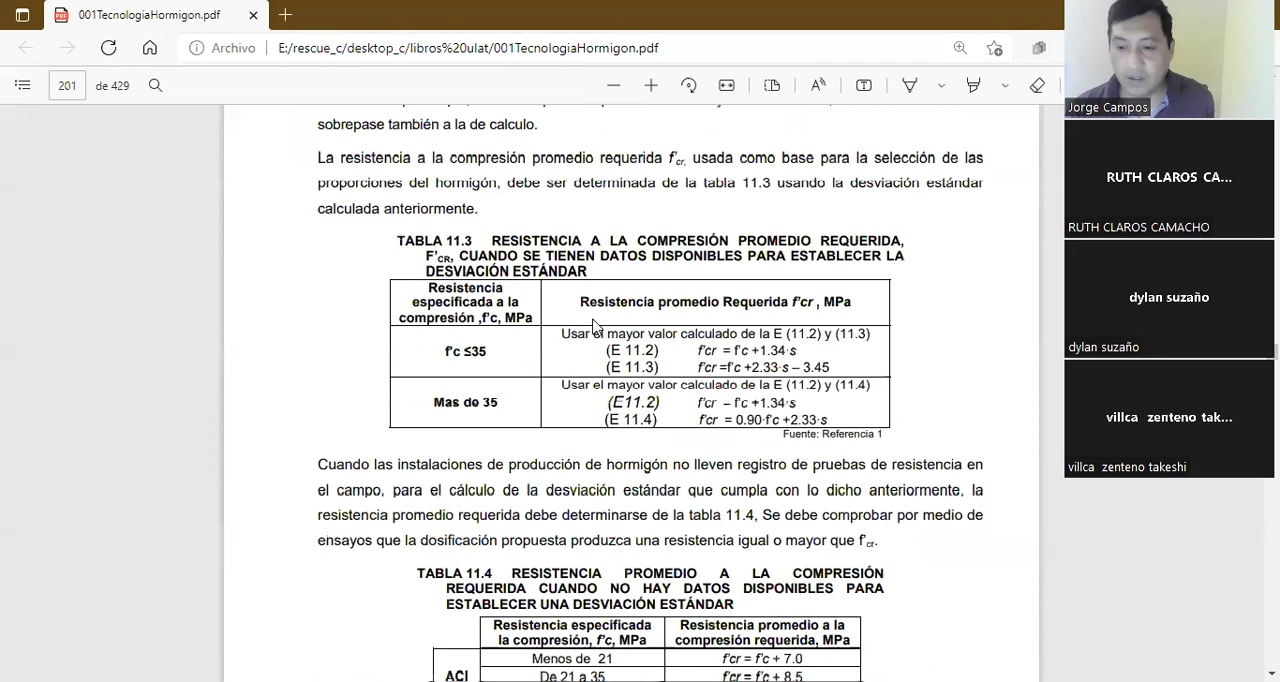 001TecnologiaHormigon.pdf
Archivo
E:/rescue_c/desktop_c/libros%20ulat/001TecnologiaHormigon.pdf
201 de 429
sobrepase también a la de calculo.
La resistencia a la compresión promedio requerida f'cr, usada como base para la selección de las
proporciones del hormigón, debe ser determinada de la tabla 11.3 usando la desviación estándar
calculada anteriormente.
TABLA 11.3 RESISTENCIA A LA COMPRESIÓN PROMEDIO REQUERIDA,
F'CR, CUANDO SE TIENEN DATOS DISPONIBLES PARA ESTABLECER LA
DESVIACIÓN ESTÁNDAR
Resistencia
especificada a la
compresión ,f'c, MPa
Resistencia promedio Requerida f'cr , MPa
f'c ≤35
Usar el mayor valor calculado de la E (11.2) y (11.3)
(E 11.2) f'cr = f'c +1.34·s
(E 11.3) f'cr =f'c +2.33·s – 3.45
Mas de 35
Usar el mayor valor calculado de la E (11.2) y (11.4)
(E11.2) f'cr = f'c +1.34·s
(E 11.4) f'cr = 0.90·f'c +2.33·s
Fuente: Referencia 1
Cuando las instalaciones de producción de hormigón no lleven registro de pruebas de resistencia en
el campo, para el cálculo de la desviación estándar que cumpla con lo dicho anteriormente, la
resistencia promedio requerida debe determinarse de la tabla 11.4, Se debe comprobar por medio de
ensayos que la dosificación propuesta produzca una resistencia igual o mayor que f'cr.
TABLA 11.4 RESISTENCIA PROMEDIO A LA COMPRESIÓN
REQUERIDA CUANDO NO HAY DATOS DISPONIBLES PARA
ESTABLECER UNA DESVIACIÓN ESTÁNDAR
Resistencia especificada
la compresión, f'c, MPa
Resistencia promedio a la
compresión requerida, MPa
ACI
Menos de 21 f'cr = f'c + 7.0
De 21 a 35 f'cr = f'c + 8.5
Jorge Campos
RUTH CLAROS CA...
RUTH CLAROS CAMACHO
dylan suzaño
dylan suzaño
villca zenteno tak...
villca zenteno takeshi